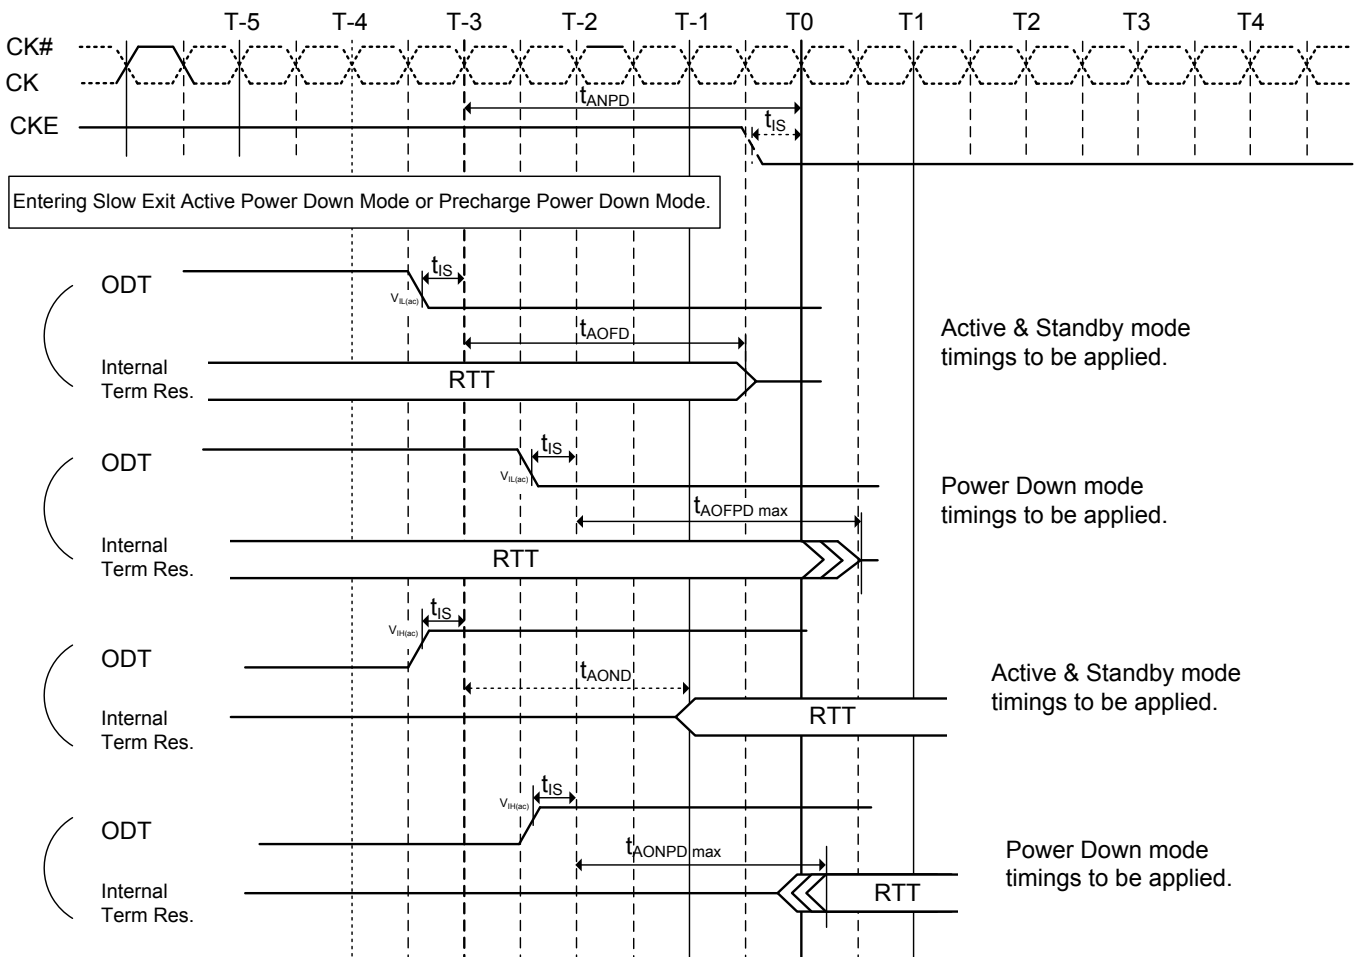 T-5 T-4 T-3 T-2 T-1 T0 T1 T2 T3 T4
CK#
CK
tANPD
CKE
tIS
Entering Slow Exit Active Power Down Mode or Precharge Power Down Mode.
ODT
tIS
VIL(ac)
tAOFD
Internal
Term Res.
RTT
Active & Standby mode
timings to be applied.
ODT
tIS
VIL(ac)
tAOFPD max
Internal
Term Res.
RTT
Power Down mode
timings to be applied.
ODT
tIS
VIH(ac)
tAOND
Internal
Term Res.
RTT
Active & Standby mode
timings to be applied.
ODT
tIS
VIH(ac)
tAONPD max
Internal
Term Res.
RTT
Power Down mode
timings to be applied.